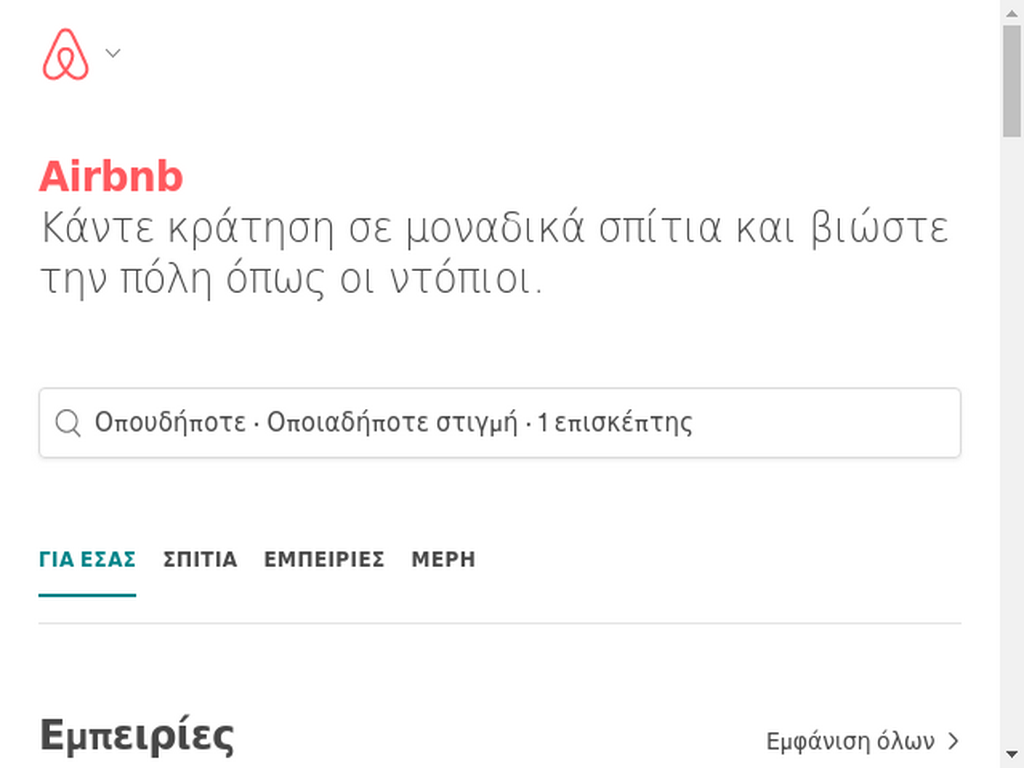 Airbnb
Κάντε κράτηση σε μοναδικά σπίτια και βιώστε
την πόλη όπως οι ντόπιοι.
Οπουδήποτε · Οποιαδήποτε στιγμή · 1 επισκέπτης
ΓΙΑ ΕΣΑΣ ΣΠΙΤΙΑ ΕΜΠΕΙΡΙΕΣ ΜΕΡΗ
Εμπειρίες Εμφάνιση όλων